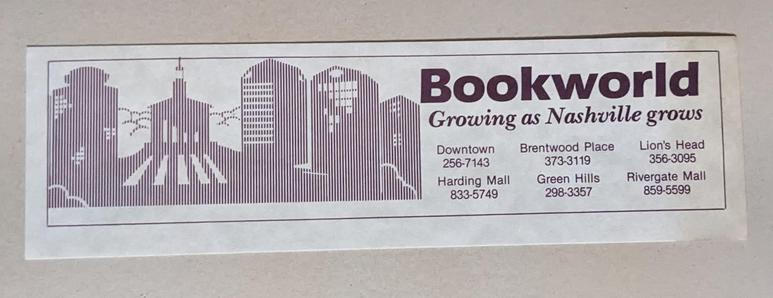 Bookworld
Growing as Nashville grows
Downtown Brentwood Place Lion's Head
256-7143 373-3119 356-3095
Harding Mall Green Hills Rivergate Mall
833-5749 298-3357 859-5599